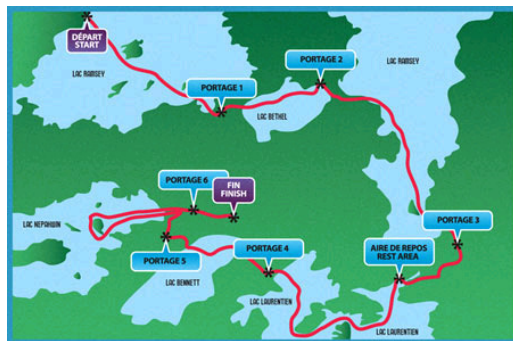 DÉPART
START
LAC RAMSEY
PORTAGE 1
LAC BETHEL
PORTAGE 2
LAC RAMSEY
PORTAGE 3
AIRE DE REPOS
REST AREA
LAC LAURENTIEN
LAC LAURENTIEN
PORTAGE 4
LAC BENNETT
PORTAGE 5
LAC NEPAHWIN
PORTAGE 6
FIN
FINISH